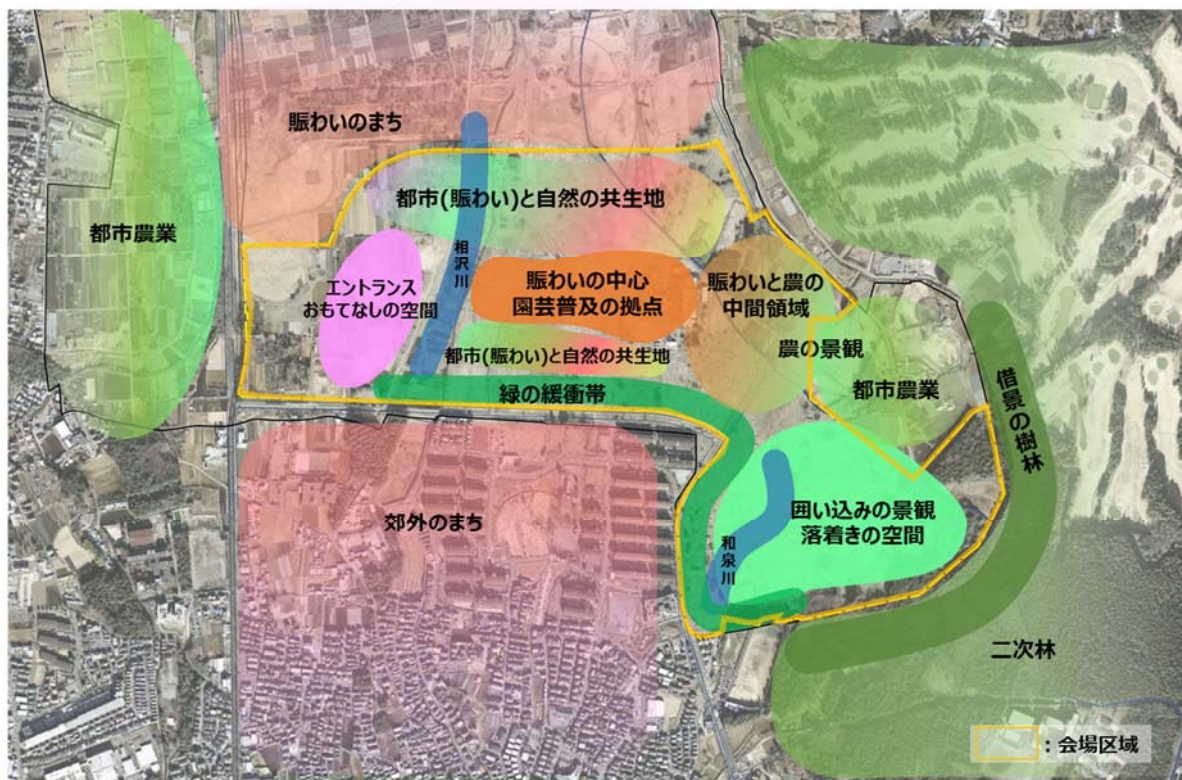 賑わいのまち
都市(賑わい)と自然の共生地
都市農業
相沢川
エントランス
おもてなしの空間
賑わいの中心
園芸普及の拠点
賑わいと農の
中間領域
都市(賑わい)と自然の共生地
農の景観
緑の緩衝帯
都市農業
借景の樹林
郊外のまち
囲い込みの景観
落着きの空間
和泉川
二次林
:会場区域